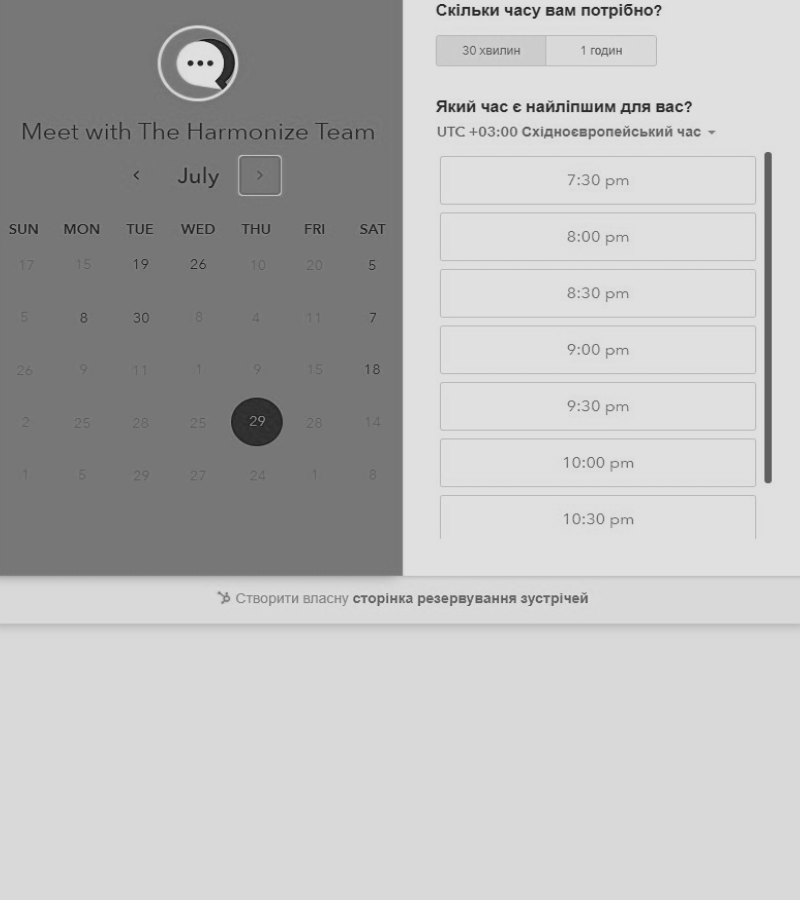 Meet with The Harmonize Team
July
SUN MON TUE WED THU FRI SAT
17 15 19 26 10 20 5
5 8 30 8 4 11 7
26 9 11 1 9 15 18
2 25 28 25 29 28 14
1 5 29 27 24 1 8
Скільки часу вам потрібно?
30 хвилин 1 годин
Який час є найліпшим для вас?
UTC +03:00 Східноєвропейський час
7:30 pm
8:00 pm
8:30 pm
9:00 pm
9:30 pm
10:00 pm
10:30 pm
Створити власну сторінка резервування зустрічей